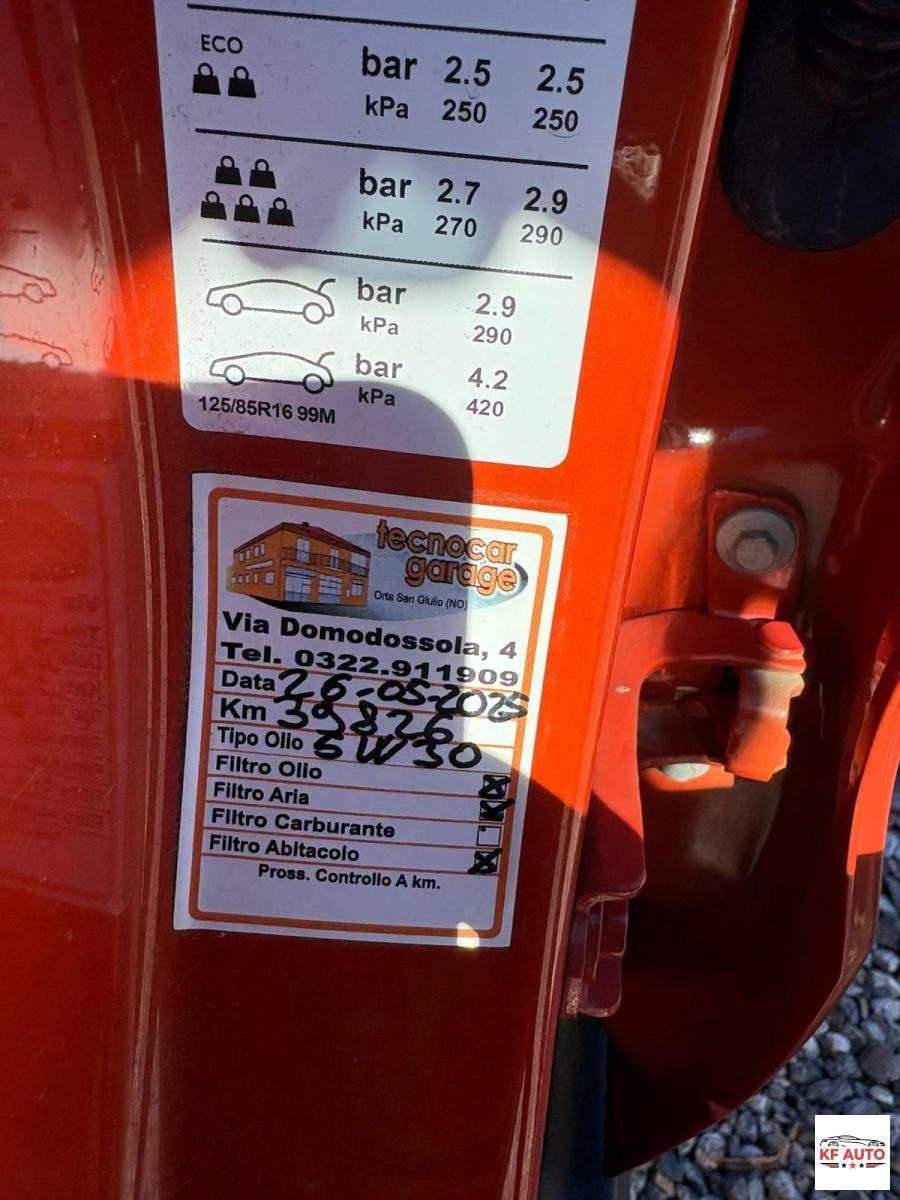 ECO
bar 2.5 2.5
kPa 250 250
bar 2.7 2.9
kPa 270 290
bar 2.9
kPa 290
bar 4.2
kPa 420
125/85R16 99M
tecnocar
garage
Orta San Giulio (NO)
Via Domodossola, 4
Tel. 0322.911909
Data 26-05-2025
Km 39826
Tipo Olio 5W30
Filtro Olio
Filtro Aria
Filtro Carburante
Filtro Abitacolo
Pross. Controllo A km.
KF AUTO